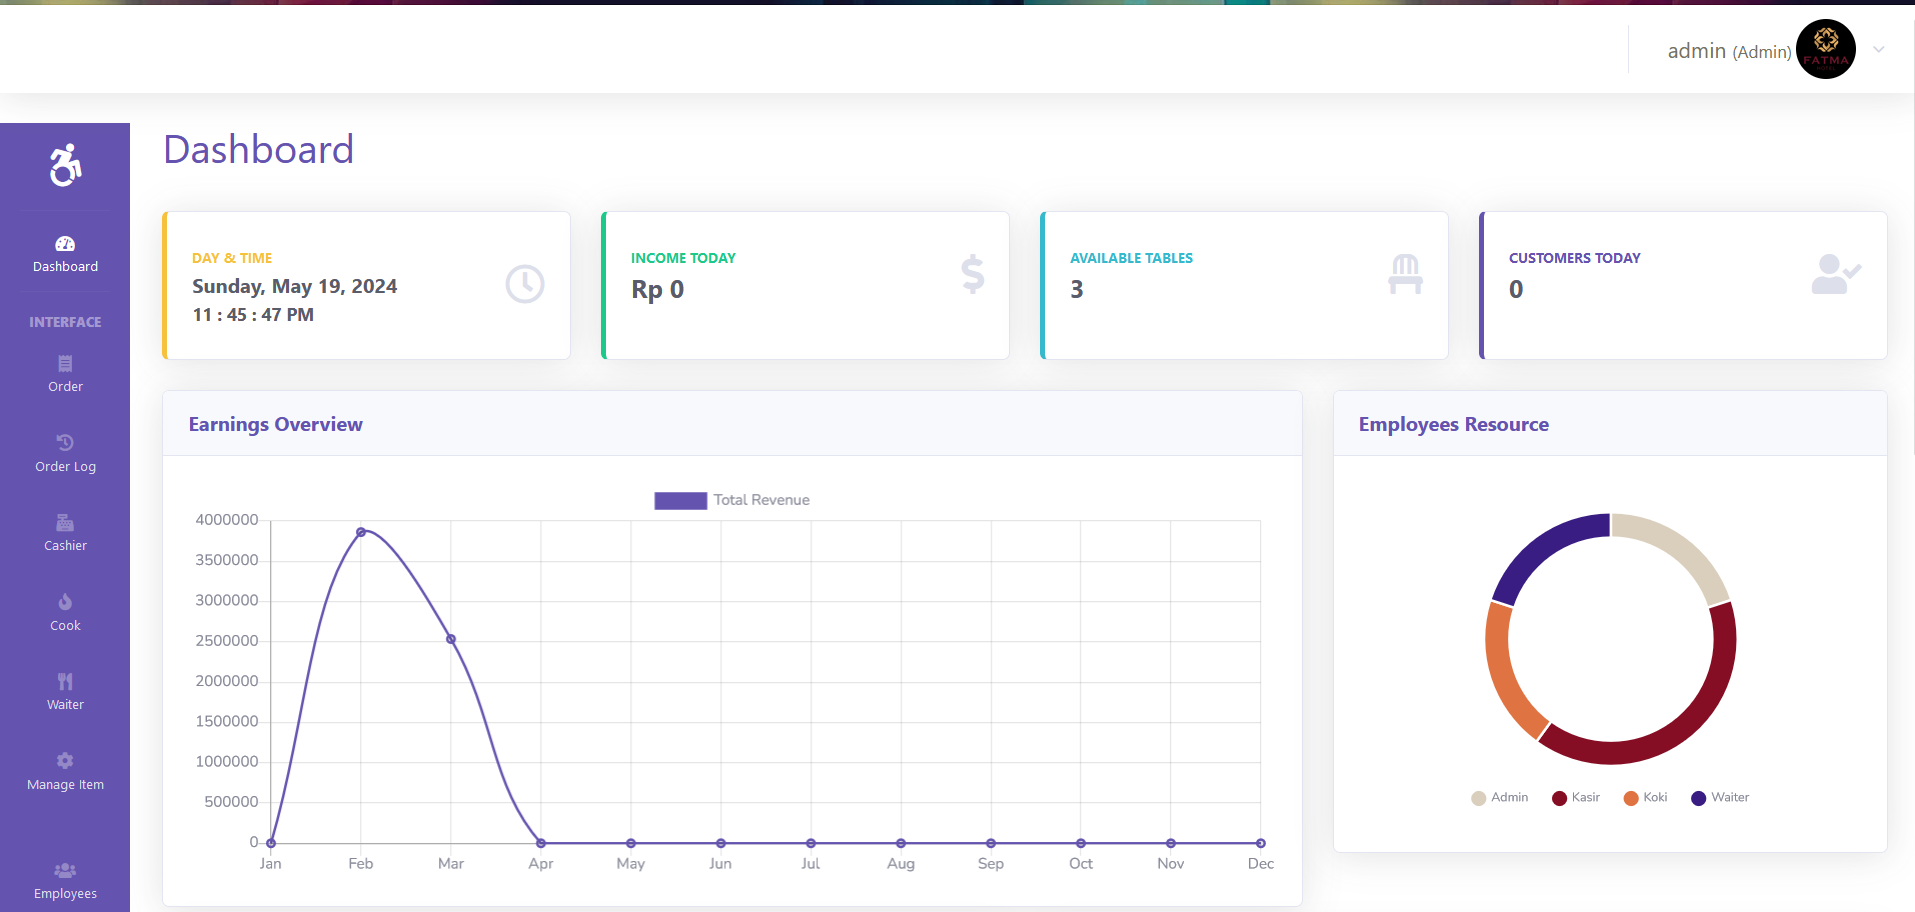 admin (Admin)
FATMA
Dashboard
Dashboard
INTERFACE
Order
Order Log
Cashier
Cook
Waiter
Manage Item
Employees
DAY & TIME
Sunday, May 19, 2024
11 : 45 : 47 PM
INCOME TODAY
Rp 0
$
AVAILABLE TABLES
3
CUSTOMERS TODAY
0
Earnings Overview
Total Revenue
4000000
3500000
3000000
2500000
2000000
1500000
1000000
500000
0
Jan Feb Mar Apr May Jun Jul Aug Sep Oct Nov Dec
Employees Resource
Admin Kasir Koki Waiter